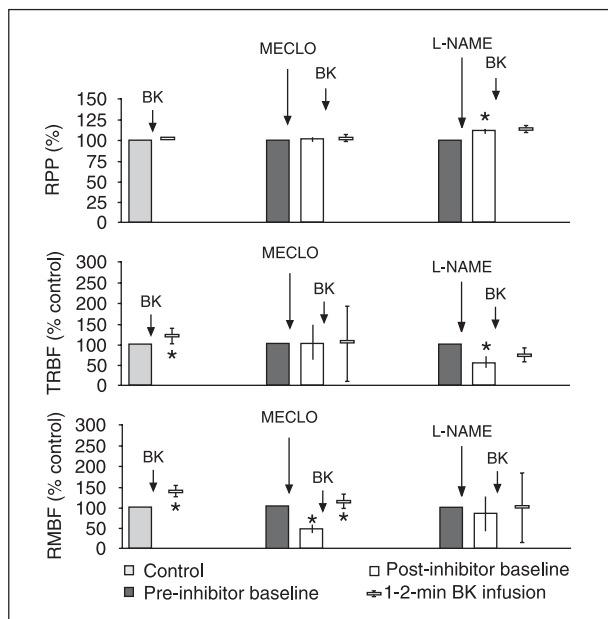 MECLO
L-NAME
BK
BK
BK
RPP (%)
150
125
100
75
50
25
0
*
MECLO
L-NAME
BK
BK
BK
TRBF (% control)
300
250
200
150
100
50
0
*
*
MECLO
L-NAME
BK
BK
BK
RMBF (% control)
300
250
200
150
100
50
0
*
*
*
Control
Post-inhibitor baseline
Pre-inhibitor baseline
1-2-min BK infusion